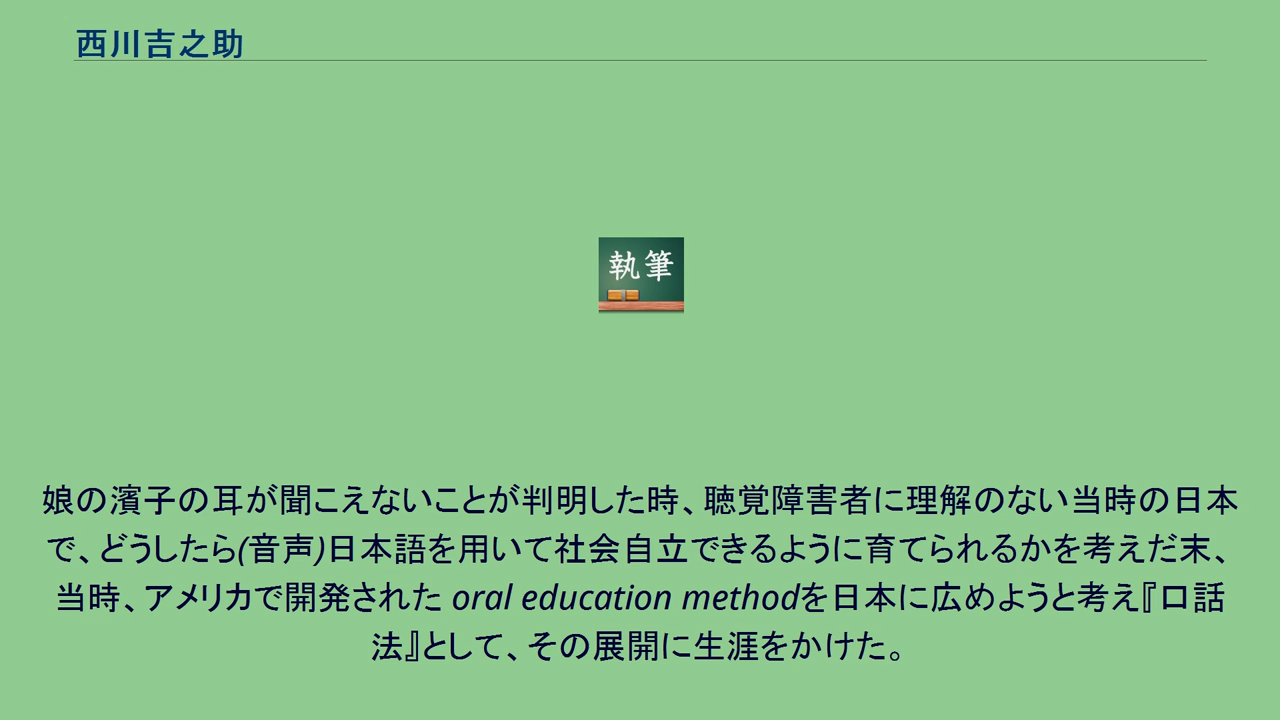 西川吉之助
執筆
娘の濱子の耳が聞こえないことが判明した時、聴覚障害者に理解のない当時の日本
で、どうしたら(音声)日本語を用いて社会自立できるように育てられるかを考えだ末、
当時、アメリカで開発された oral education methodを日本に広めようと考え『口話
法』として、その展開に生涯をかけた。